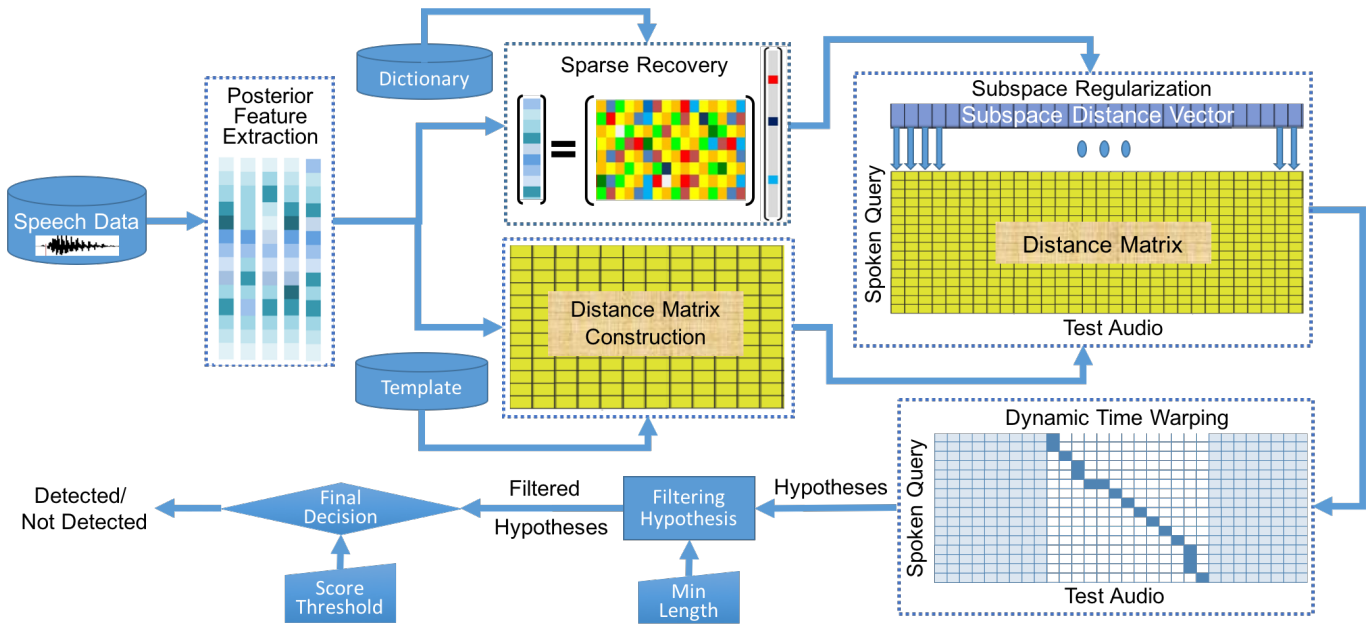 Dictionary
Sparse Recovery
Posterior
Feature
Extraction
Speech Data
Distance Matrix
Construction
Template
Subspace Regularization
Subspace Distance Vector
Spoken Query
Distance Matrix
Test Audio
Dynamic Time Warping
Spoken Query
Test Audio
Hypotheses
Filtering
Hypothesis
Min
Length
Filtered
Hypotheses
Final
Decision
Score
Threshold
Detected/
Not Detected